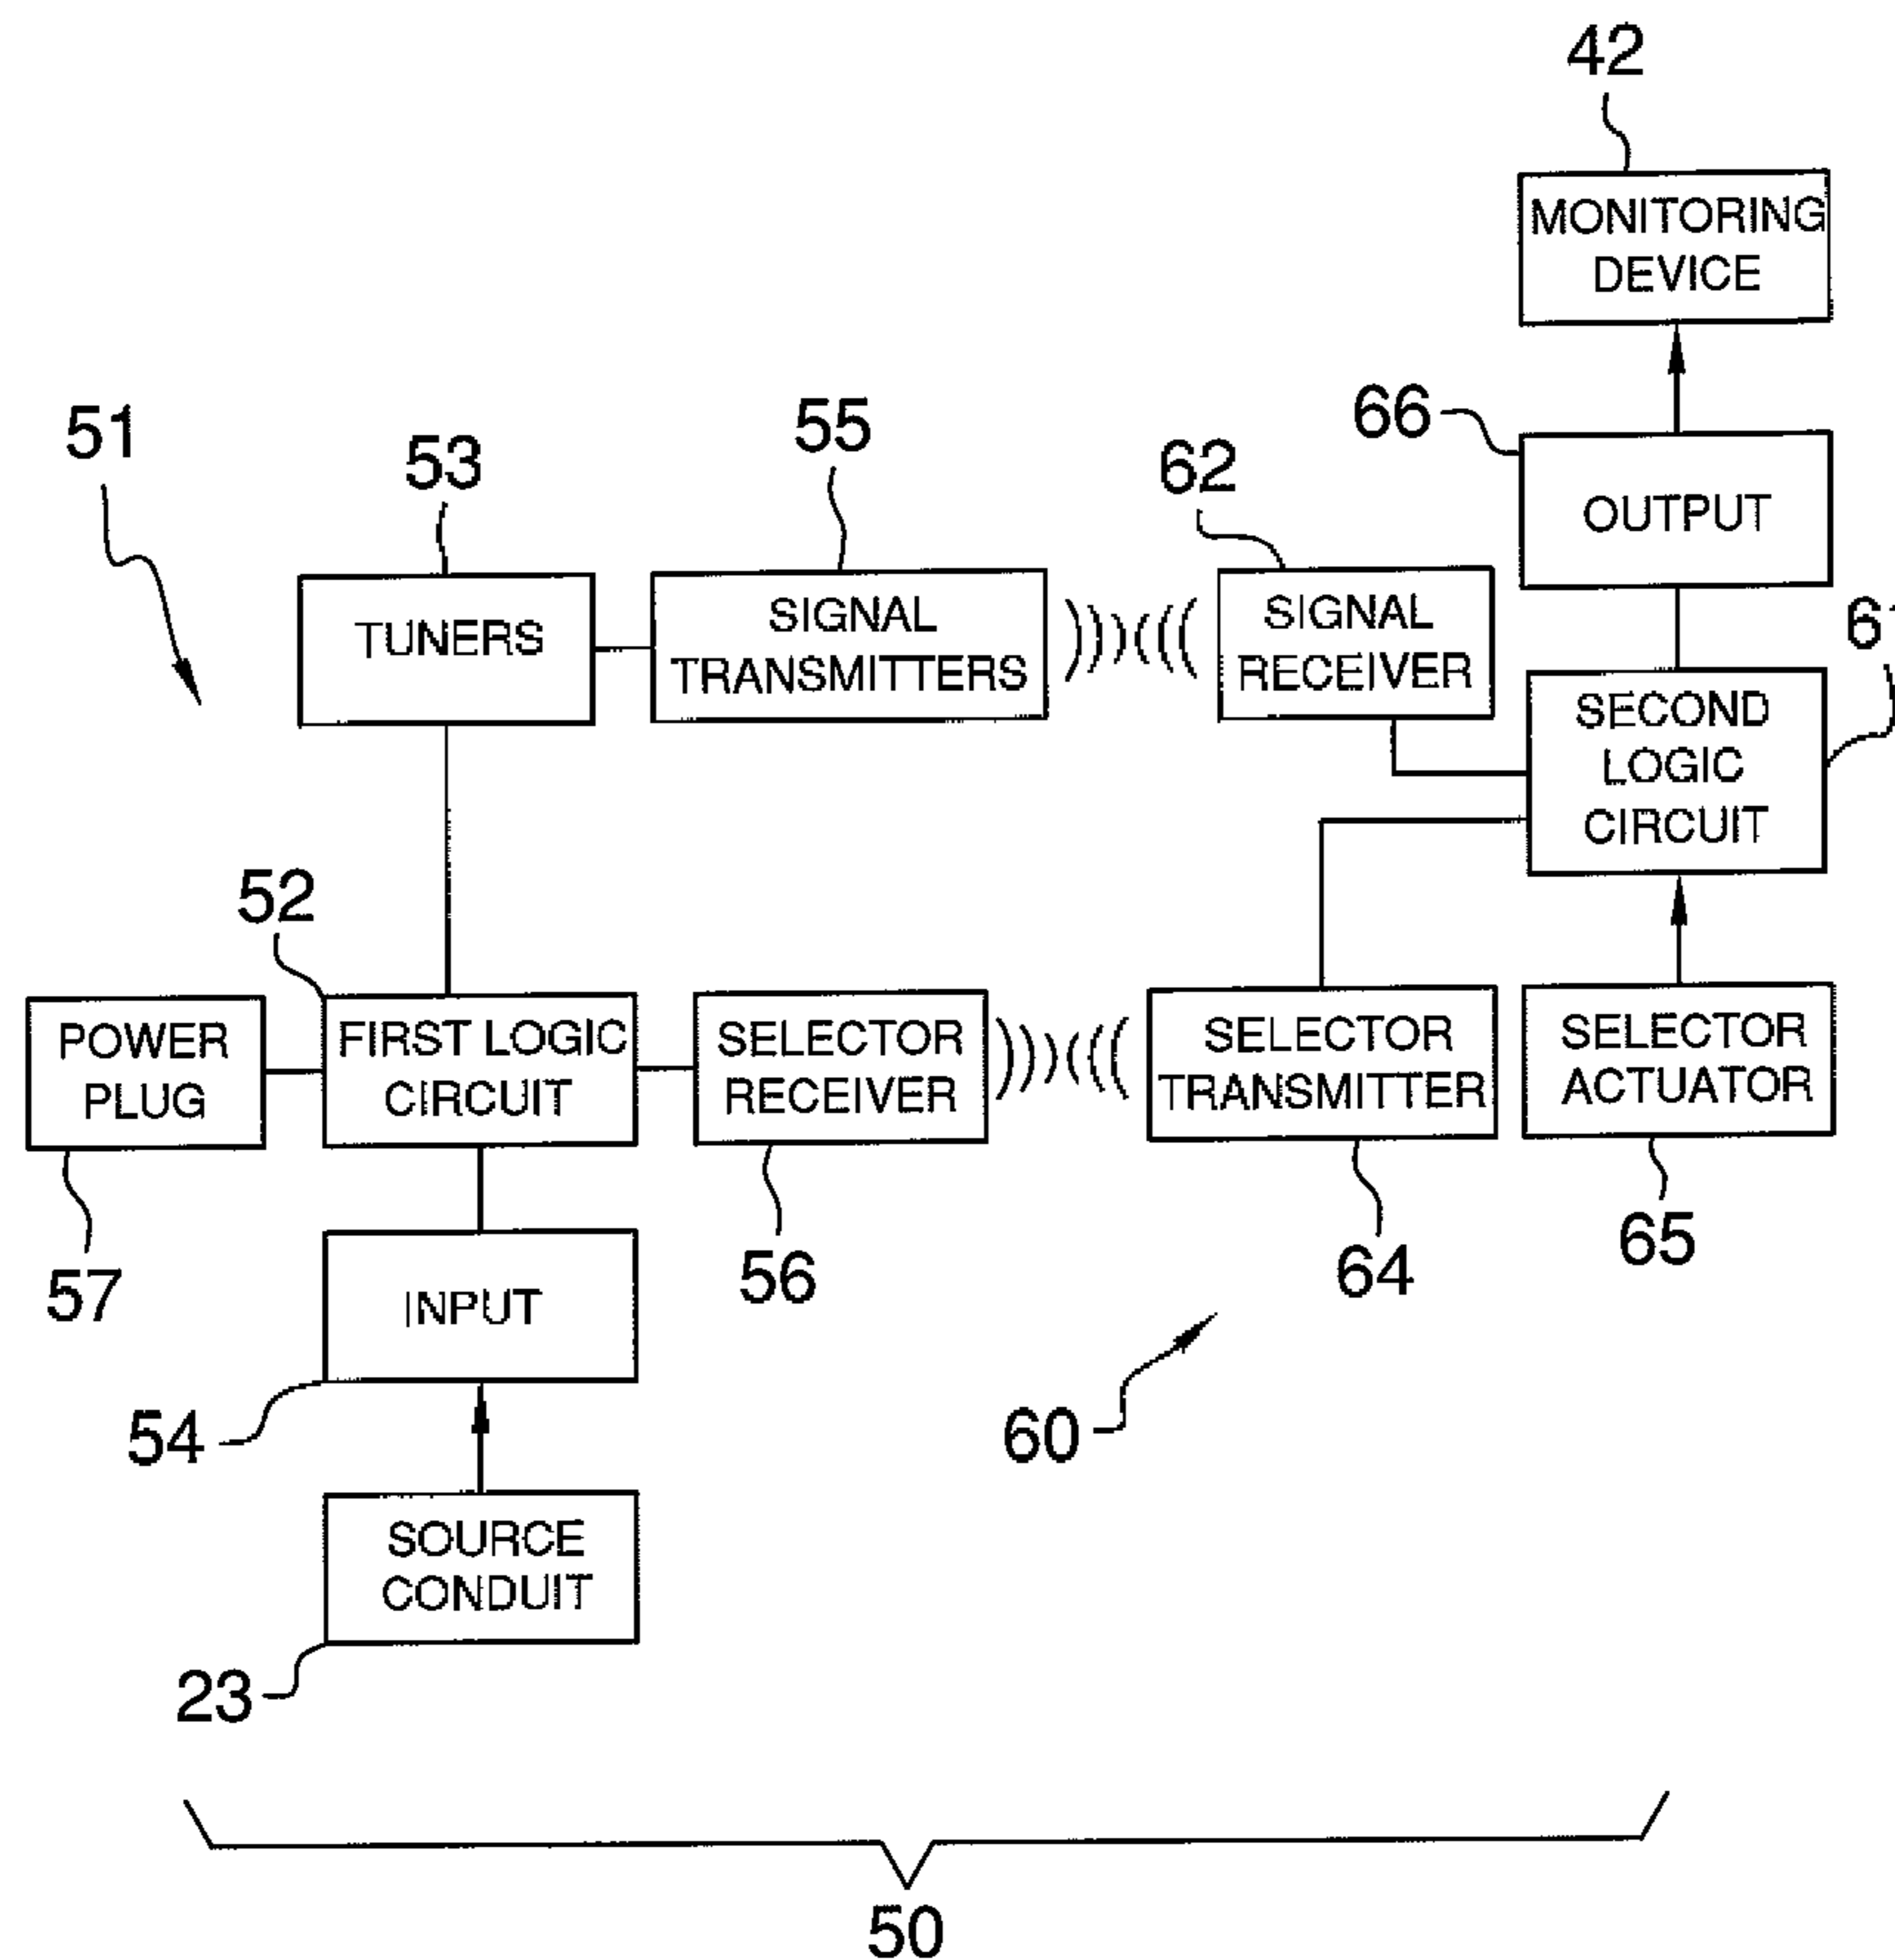 42
MONITORING
DEVICE
66
OUTPUT
51
53
TUNERS
55
SIGNAL
TRANSMITTERS
62
SIGNAL
RECEIVER
SECOND
LOGIC
CIRCUIT
52
POWER
PLUG
57
FIRST LOGIC
CIRCUIT
SELECTOR
RECEIVER
56
SELECTOR
TRANSMITTER
64
SELECTOR
ACTUATOR
65
INPUT
54
60
SOURCE
CONDUIT
23
50